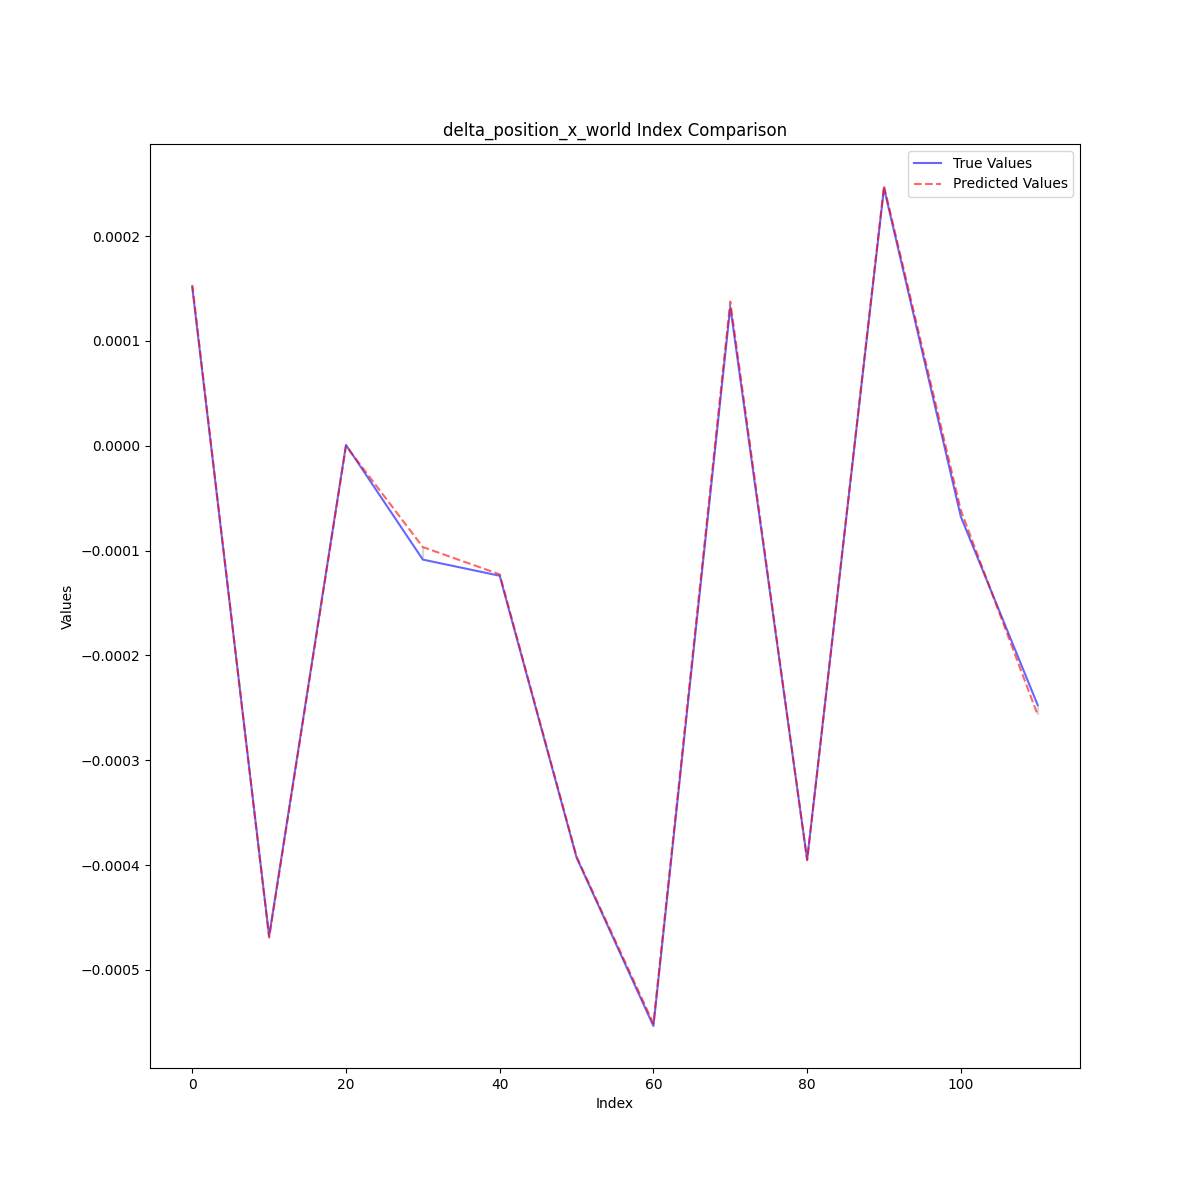 delta_position_x_world Index Comparison
True Values
Predicted Values
0.0002
0.0001
0.0000
−0.0001
−0.0002
−0.0003
−0.0004
−0.0005
Values
0 20 40 60 80 100
Index